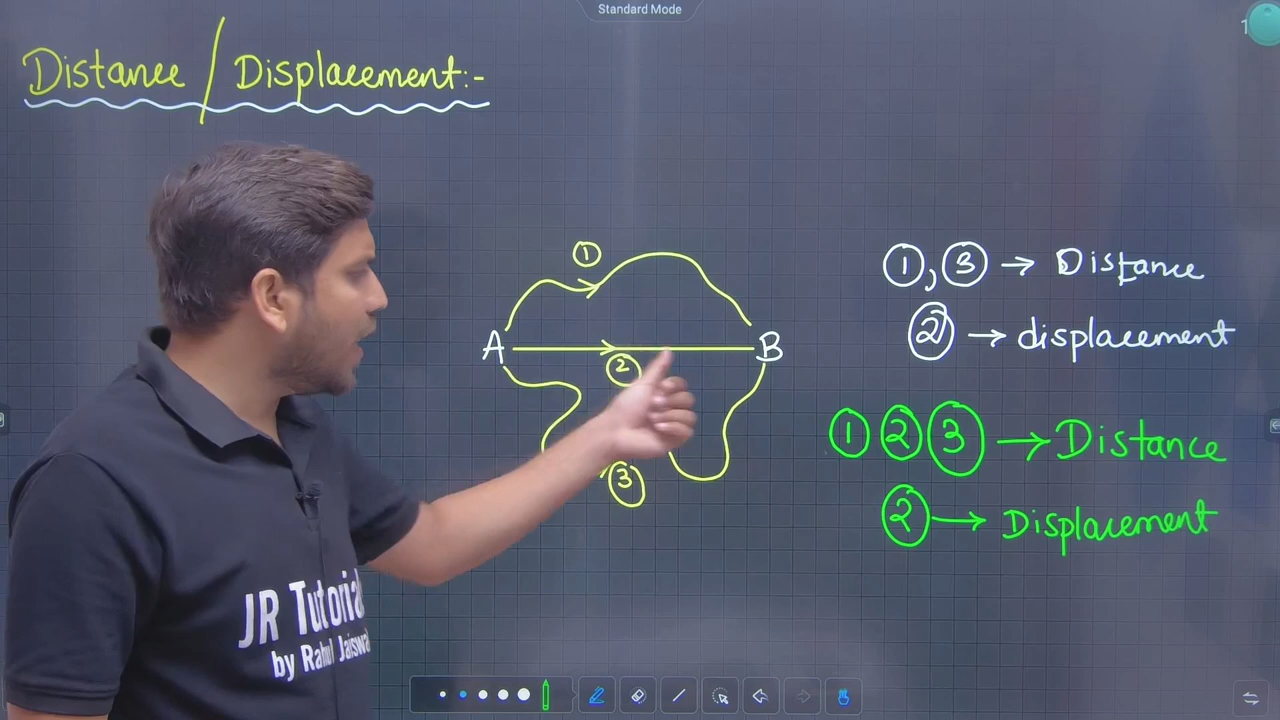 Standard Mode
1
Distance / Displacement:-
①
A
B
②
③
①, ③ → Distance
② → displacement
① ② ③ → Distance
② → Displacement
JR Tutorial
by Rahul Jaiswal